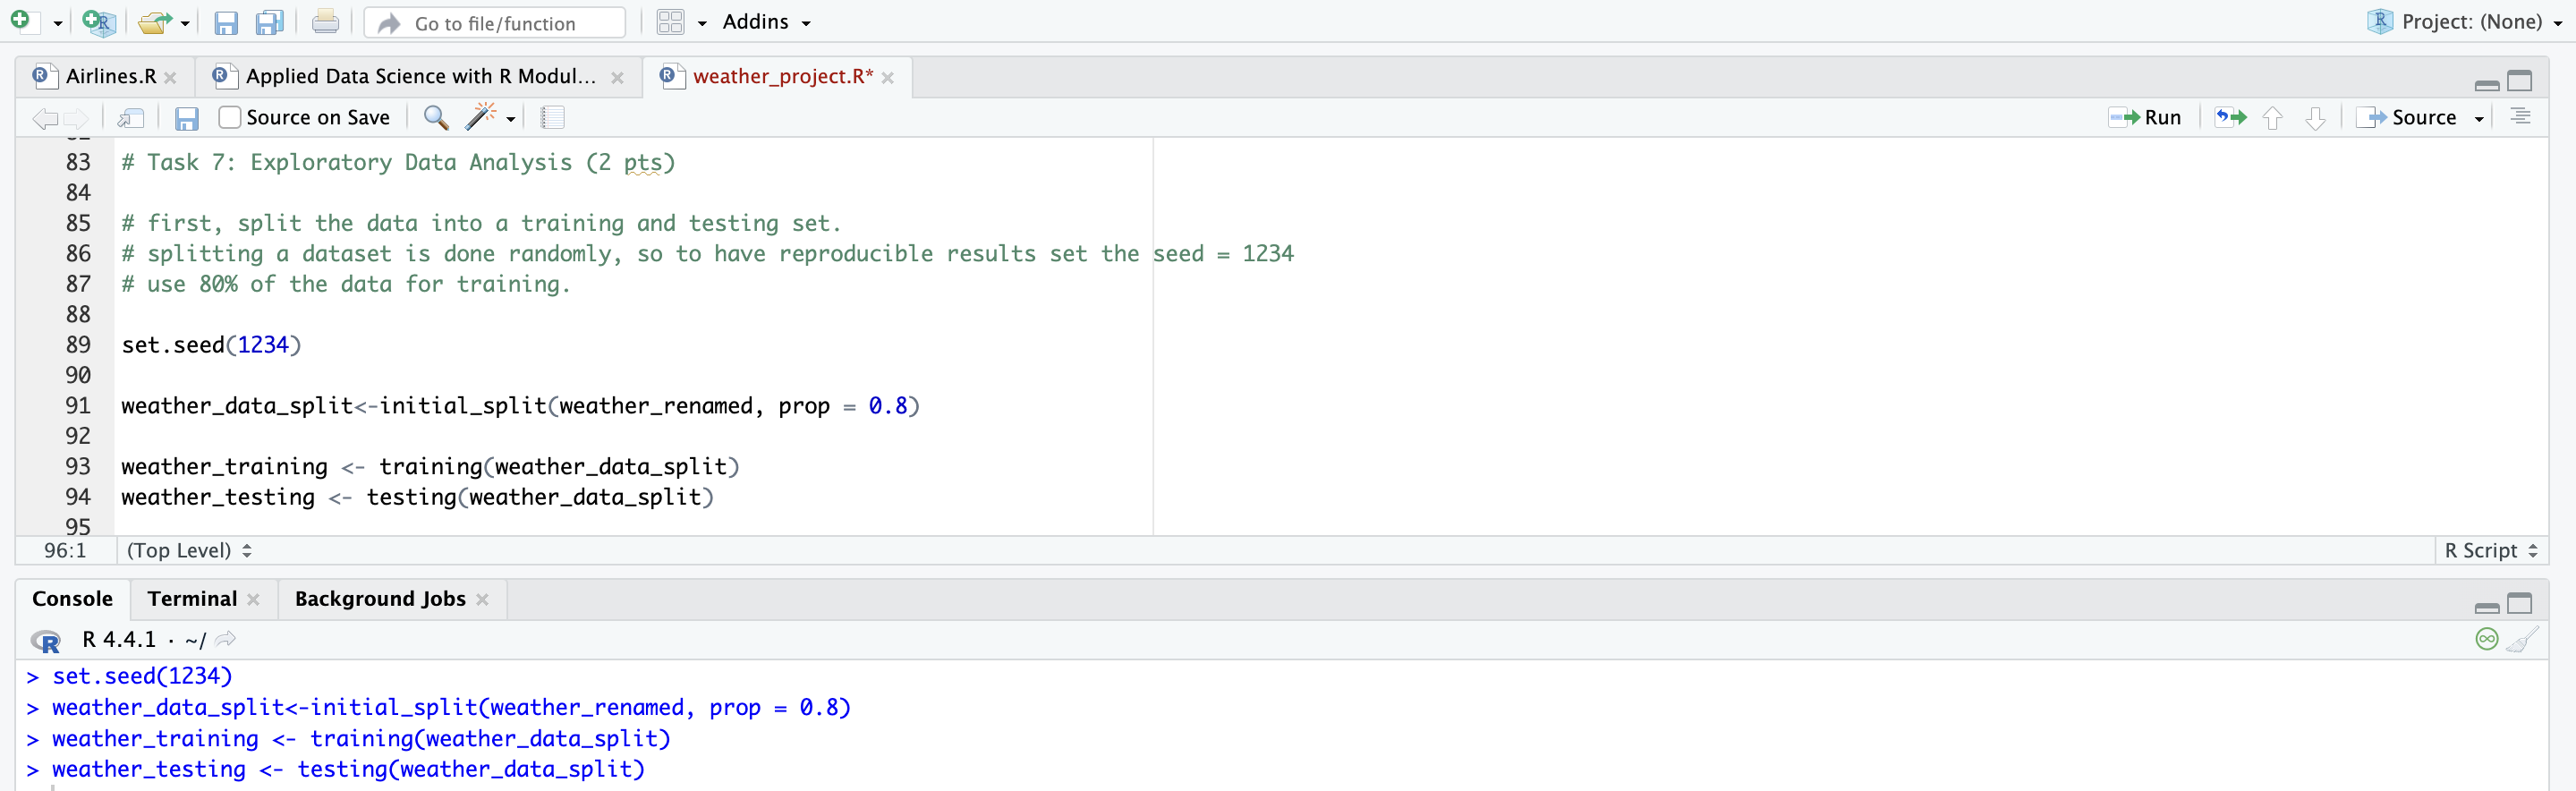 Go to file/function
Addins
Project: (None)
Airlines.R
Applied Data Science with R Modul...
weather_project.R*
Source on Save
Run
Source
83 # Task 7: Exploratory Data Analysis (2 pts)
84
85 # first, split the data into a training and testing set.
86 # splitting a dataset is done randomly, so to have reproducible results set the seed = 1234
87 # use 80% of the data for training.
88
89 set.seed(1234)
90
91 weather_data_split<-initial_split(weather_renamed, prop = 0.8)
92
93 weather_training <- training(weather_data_split)
94 weather_testing <- testing(weather_data_split)
95
96:1 (Top Level) R Script
Console Terminal Background Jobs
R R 4.4.1 · ~/
> set.seed(1234)
> weather_data_split<-initial_split(weather_renamed, prop = 0.8)
> weather_training <- training(weather_data_split)
> weather_testing <- testing(weather_data_split)